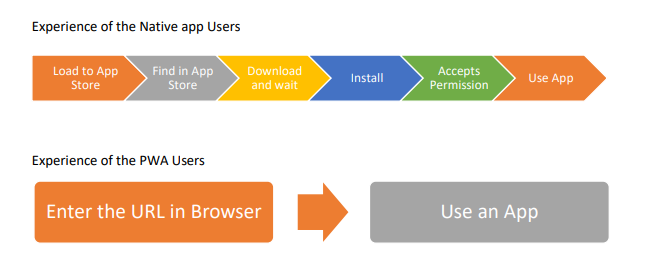 Experience of the Native app Users
Load to App
Store
Find in App
Store
Download
and wait
Install
Accepts
Permission
Use App
Experience of the PWA Users
Enter the URL in Browser
Use an App